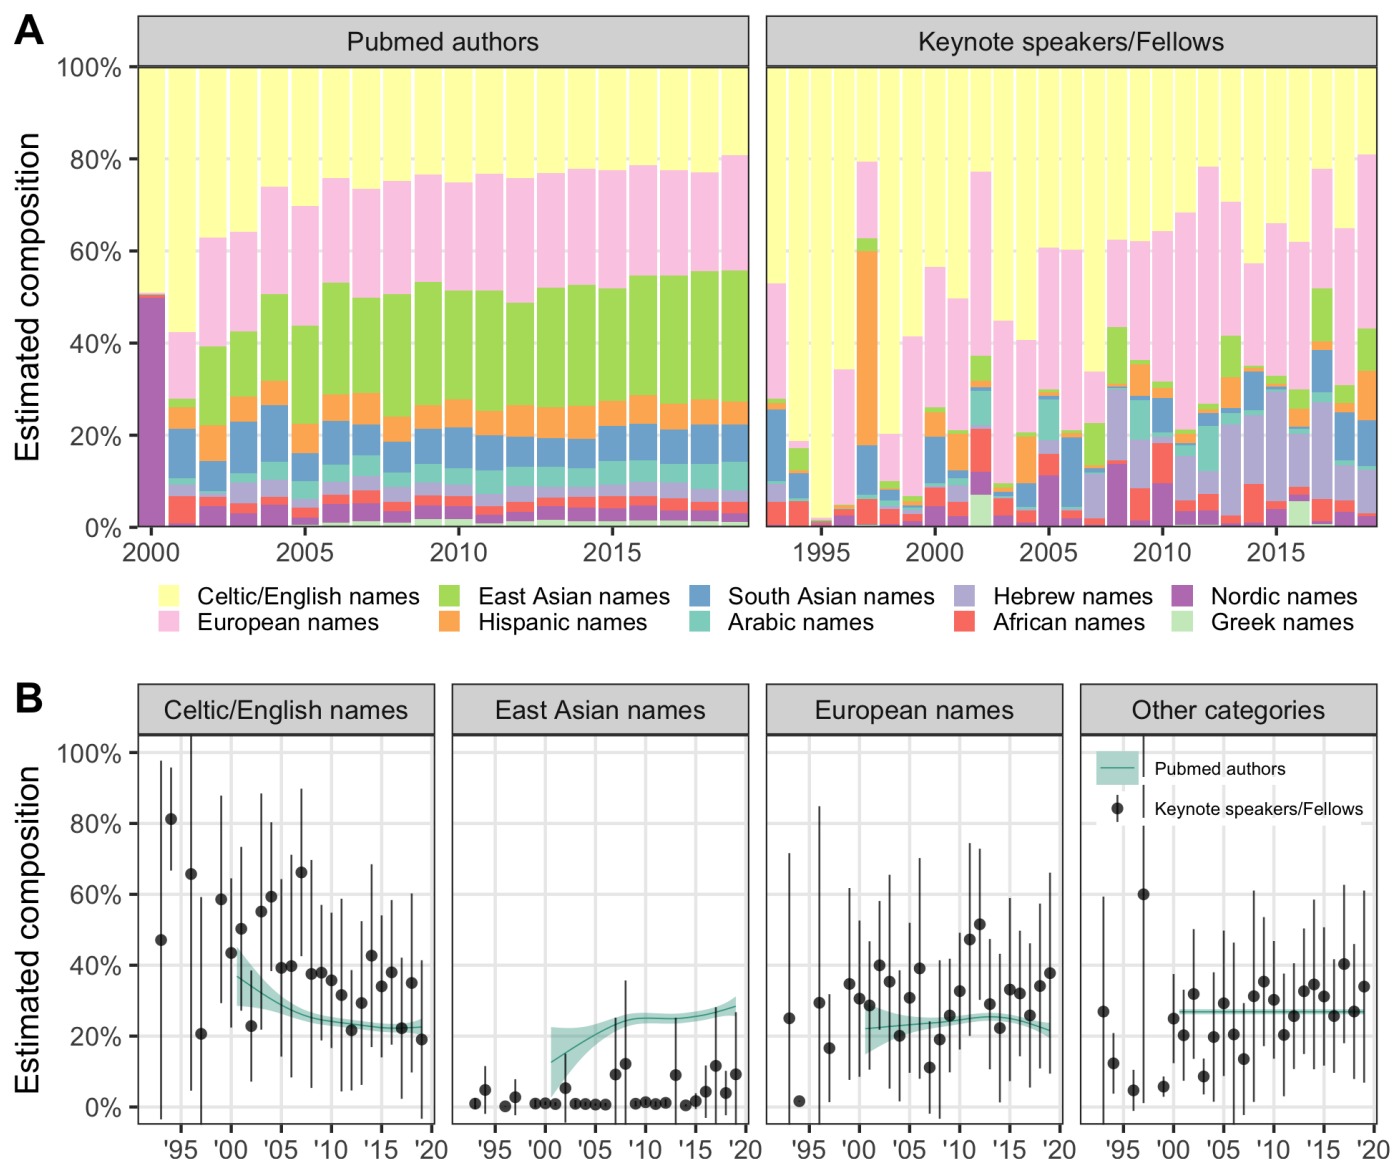 A
Pubmed authors
Keynote speakers/Fellows
Estimated composition
100%
80%
60%
40%
20%
0%
2000 2005 2010 2015
1995 2000 2005 2010 2015
Celtic/English names East Asian names South Asian names Hebrew names Nordic names
European names Hispanic names Arabic names African names Greek names
B
Celtic/English names
East Asian names
European names
Other categories
Estimated composition
100%
80%
60%
40%
20%
0%
Pubmed authors
Keynote speakers/Fellows
'95 '00 '05 '10 '15 '20
'95 '00 '05 '10 '15 '20
'95 '00 '05 '10 '15 '20
'95 '00 '05 '10 '15 '20